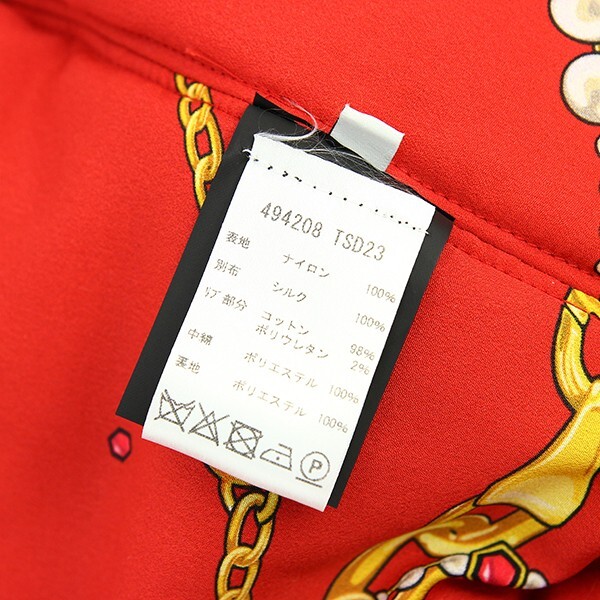 494208 TSD23
表地 ナイロン 100%
別布 シルク 100%
リブ部分 コットン 98%
ポリウレタン 2%
中綿 ポリエステル 100%
裏地 ポリエステル 100%
P